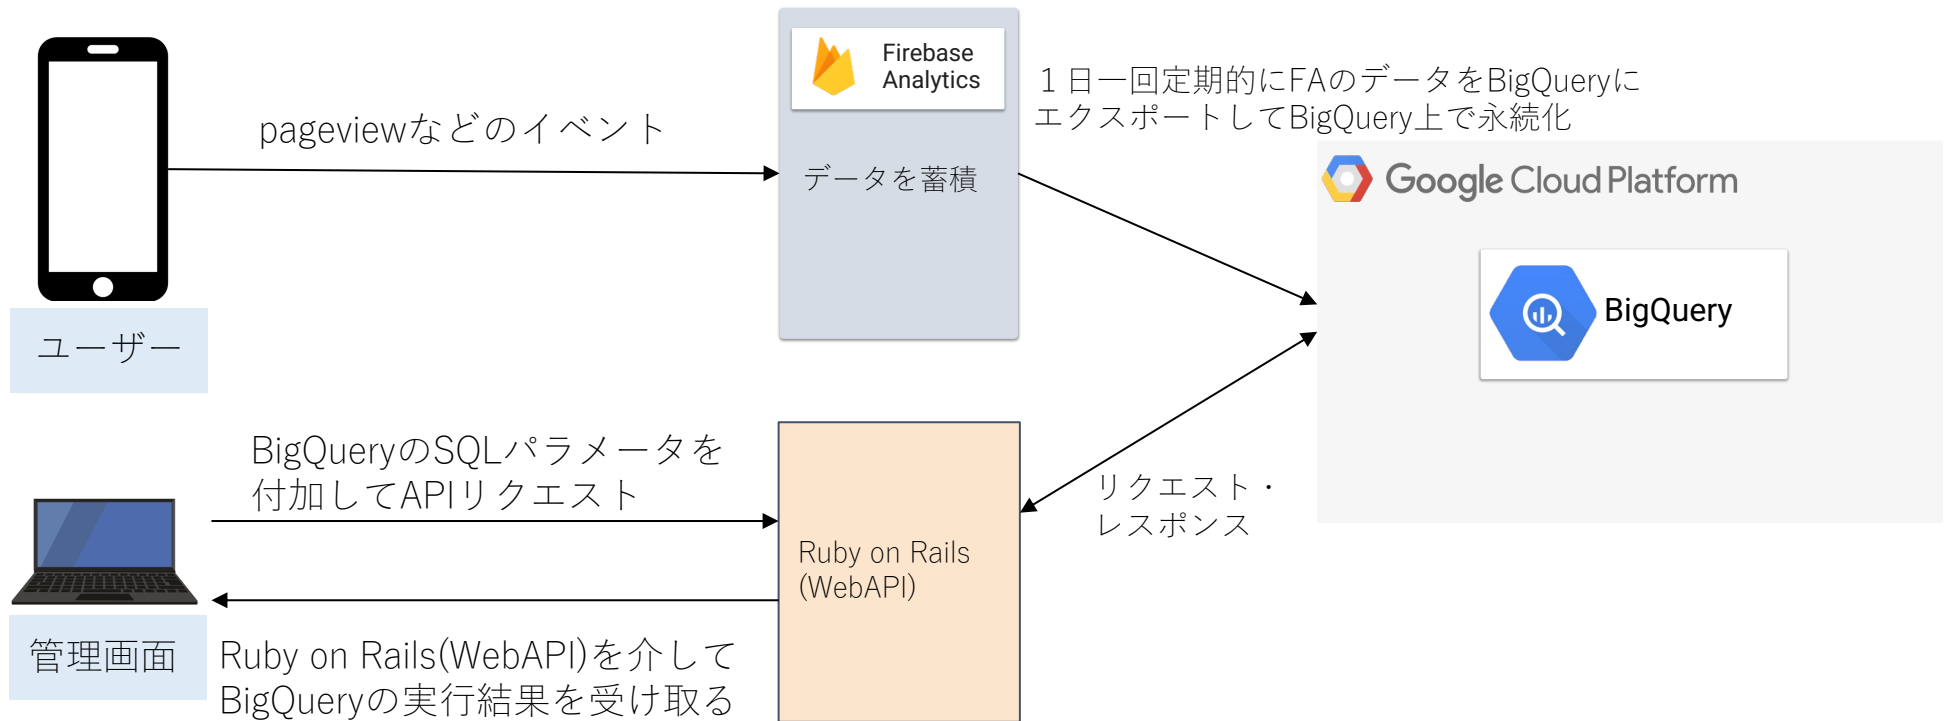 Firebase
Analytics
1日一回定期的にFAのデータをBigQueryに
エクスポートしてBigQuery上で永続化
pageviewなどのイベント
データを蓄積
Google Cloud Platform
BigQuery
ユーザー
BigQueryのSQLパラメータを
付加してAPIリクエスト
リクエスト・
レスポンス
Ruby on Rails
(WebAPI)
管理画面
Ruby on Rails(WebAPI)を介して
BigQueryの実行結果を受け取る